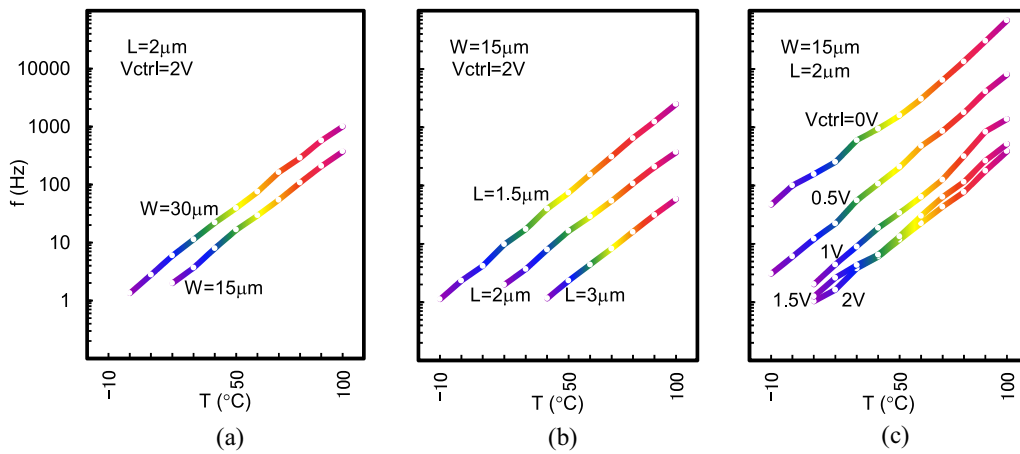 L=2μm
Vctrl=2V
W=30μm
W=15μm
f (Hz)
10000
1000
100
10
1
−10
50
100
T (°C)
(a)
W=15μm
Vctrl=2V
L=1.5μm
L=2μm
L=3μm
−10
50
100
T (°C)
(b)
W=15μm
L=2μm
Vctrl=0V
0.5V
1V
1.5V
2V
−10
50
100
T (°C)
(c)